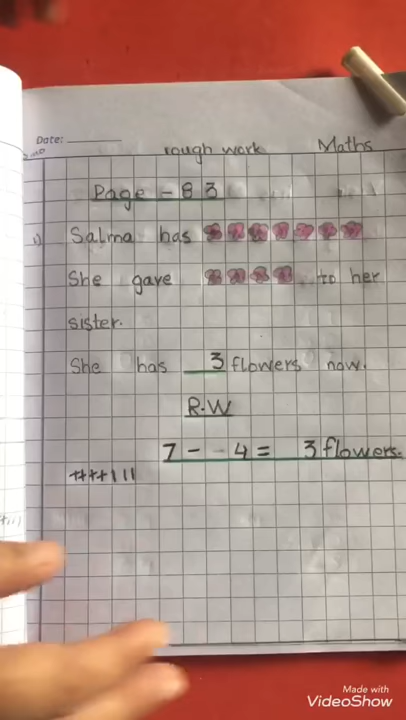 Date:
rough work Maths
Page - 83
1) Salma has
She gave to her
sister.
She has 3 flowers now.
R.W
7 - 4 = 3 flowers.
Made with
VideoShow